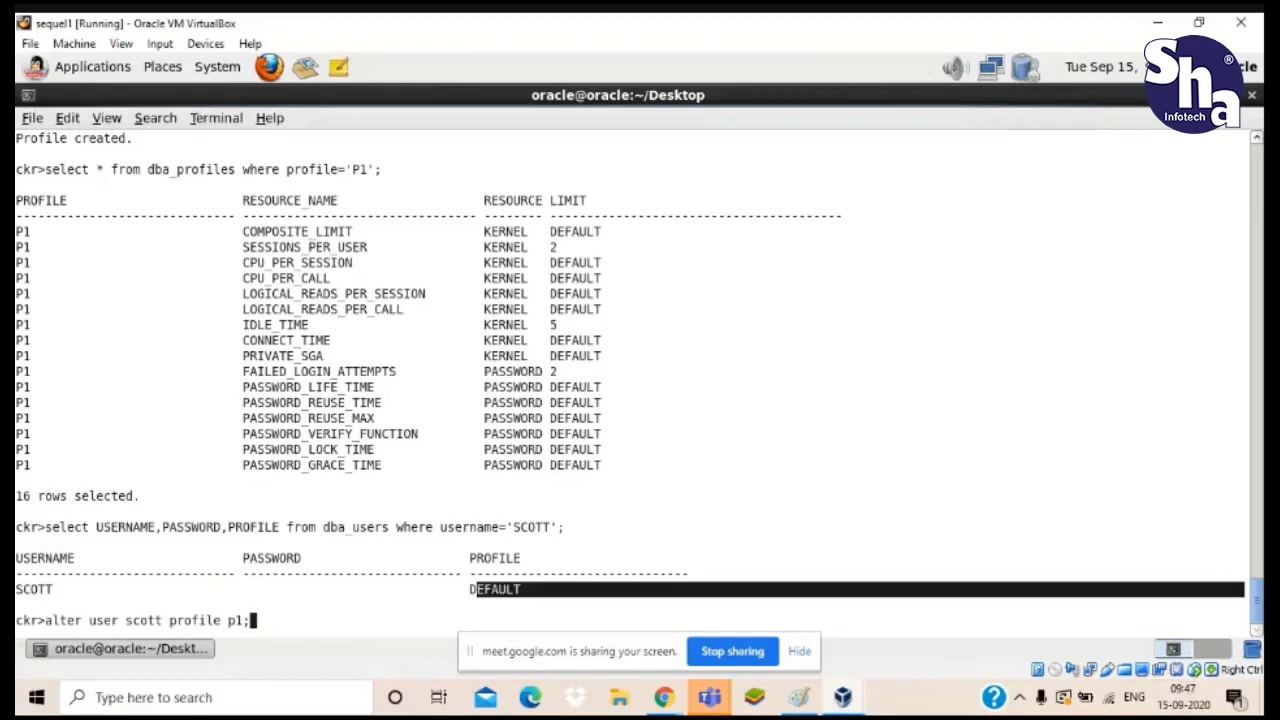 sequel1 [Running] - Oracle VM VirtualBox
File Machine View Input Devices Help
Applications Places System Tue Sep 15, cle
Sha ®
Infotech
oracle@oracle:~/Desktop
File Edit View Search Terminal Help
Profile created.
ckr>select * from dba_profiles where profile='P1';
PROFILE RESOURCE_NAME RESOURCE LIMIT
------------------------------ -------------------------------- -------- ----------------------------------------
P1 COMPOSITE_LIMIT KERNEL DEFAULT
P1 SESSIONS_PER_USER KERNEL 2
P1 CPU_PER_SESSION KERNEL DEFAULT
P1 CPU_PER_CALL KERNEL DEFAULT
P1 LOGICAL_READS_PER_SESSION KERNEL DEFAULT
P1 LOGICAL_READS_PER_CALL KERNEL DEFAULT
P1 IDLE_TIME KERNEL 5
P1 CONNECT_TIME KERNEL DEFAULT
P1 PRIVATE_SGA KERNEL DEFAULT
P1 FAILED_LOGIN_ATTEMPTS PASSWORD 2
P1 PASSWORD_LIFE_TIME PASSWORD DEFAULT
P1 PASSWORD_REUSE_TIME PASSWORD DEFAULT
P1 PASSWORD_REUSE_MAX PASSWORD DEFAULT
P1 PASSWORD_VERIFY_FUNCTION PASSWORD DEFAULT
P1 PASSWORD_LOCK_TIME PASSWORD DEFAULT
P1 PASSWORD_GRACE_TIME PASSWORD DEFAULT
16 rows selected.
ckr>select USERNAME,PASSWORD,PROFILE from dba_users where username='SCOTT';
USERNAME PASSWORD PROFILE
------------------------------ ------------------------------ ------------------------------
SCOTT DEFAULT
ckr>alter user scott profile p1;
oracle@oracle:~/Deskt...
meet.google.com is sharing your screen. Stop sharing Hide
Right Ctrl
Type here to search ENG 09:47
15-09-2020